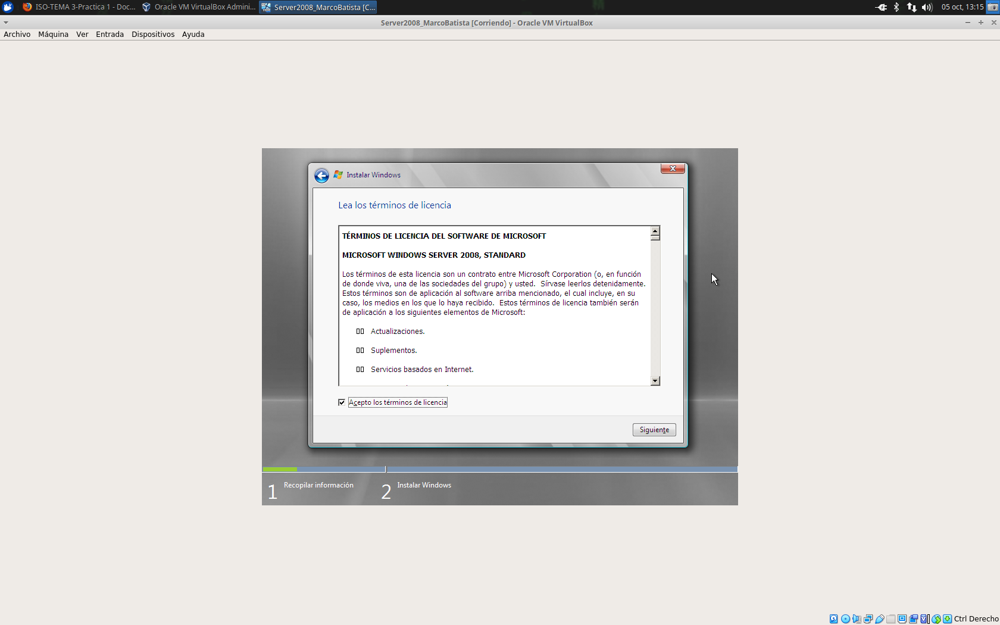 ISO-TEMA 3-Practica 1 - Doc...
Oracle VM VirtualBox Admini...
Server2008_MarcoBatista [C...
05 oct, 13:15
Server2008_MarcoBatista [Corriendo] - Oracle VM VirtualBox
Archivo Máquina Ver Entrada Dispositivos Ayuda
Instalar Windows
Lea los términos de licencia
TÉRMINOS DE LICENCIA DEL SOFTWARE DE MICROSOFT
MICROSOFT WINDOWS SERVER 2008, STANDARD
Los términos de esta licencia son un contrato entre Microsoft Corporation (o, en función
de donde viva, una de las sociedades del grupo) y usted.  Sírvase leerlos detenidamente.
Estos términos son de aplicación al software arriba mencionado, el cual incluye, en su
caso, los medios en los que lo haya recibido.  Estos términos de licencia también serán
de aplicación a los siguientes elementos de Microsoft:
Actualizaciones.
Suplementos.
Servicios basados en Internet.
Acepto los términos de licencia
Siguiente
1 Recopilar información
2 Instalar Windows
Ctrl Derecho